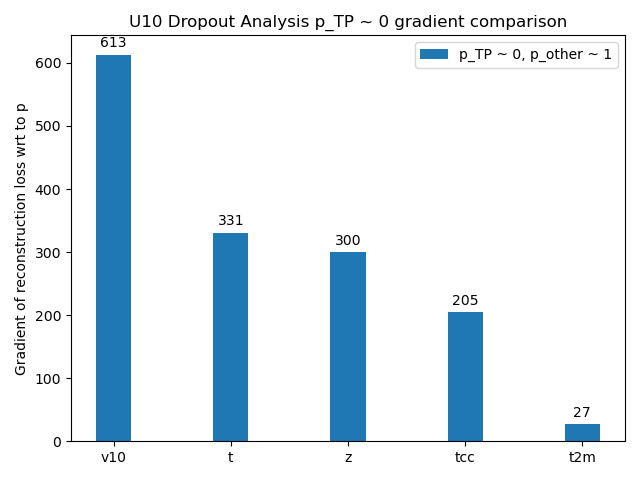 U10 Dropout Analysis p_TP ~ 0 gradient comparison
p_TP ~ 0, p_other ~ 1
Gradient of reconstruction loss wrt to p
600
500
400
300
200
100
0
613
331
300
205
27
v10
t
z
tcc
t2m